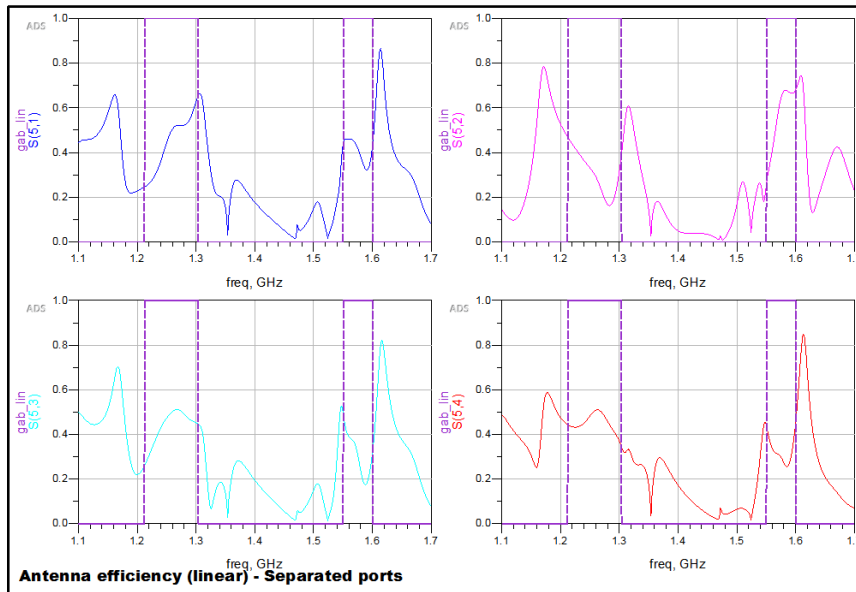 ADS
1.0
0.8
0.6
0.4
0.2
0.0
gab_lin
S(5,1)
1.1 1.2 1.3 1.4 1.5 1.6 1.7
freq, GHz
ADS
1.0
0.8
0.6
0.4
0.2
0.0
gab_lin
S(5,2)
1.1 1.2 1.3 1.4 1.5 1.6 1.7
freq, GHz
ADS
1.0
0.8
0.6
0.4
0.2
0.0
gab_lin
S(5,3)
1.1 1.2 1.3 1.4 1.5 1.6 1.7
freq, GHz
ADS
1.0
0.8
0.6
0.4
0.2
0.0
gab_lin
S(5,4)
1.1 1.2 1.3 1.4 1.5 1.6
freq, GHz
Antenna efficiency (linear) - Separated ports